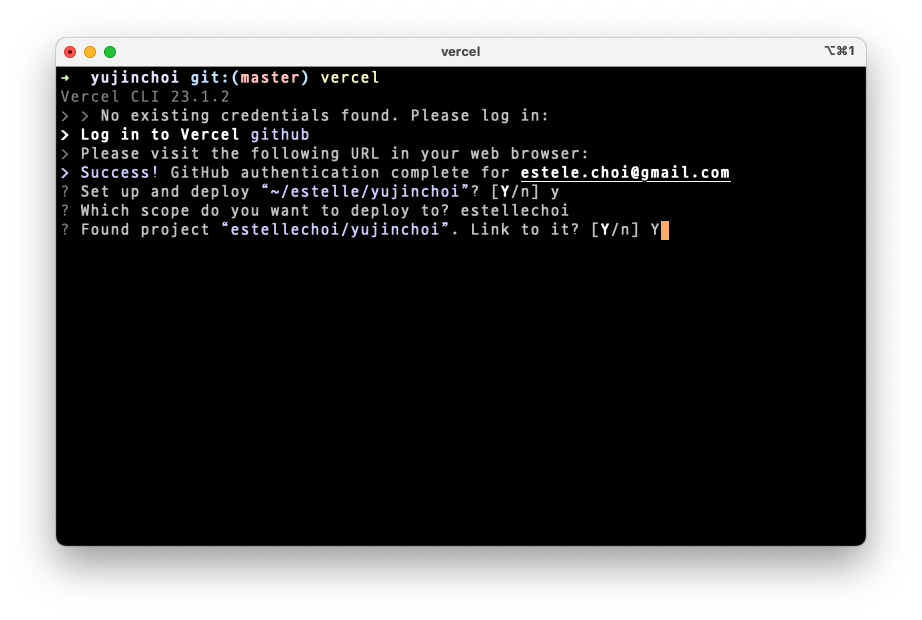 vercel
⌥⌘1
➜ yujinchoi git:(master) vercel
Vercel CLI 23.1.2
> > No existing credentials found. Please log in:
> Log in to Vercel github
> Please visit the following URL in your web browser:
> Success! GitHub authentication complete for estele.choi@gmail.com
? Set up and deploy “~/estelle/yujinchoi”? [Y/n] y
? Which scope do you want to deploy to? estellechoi
? Found project “estellechoi/yujinchoi”. Link to it? [Y/n] Y